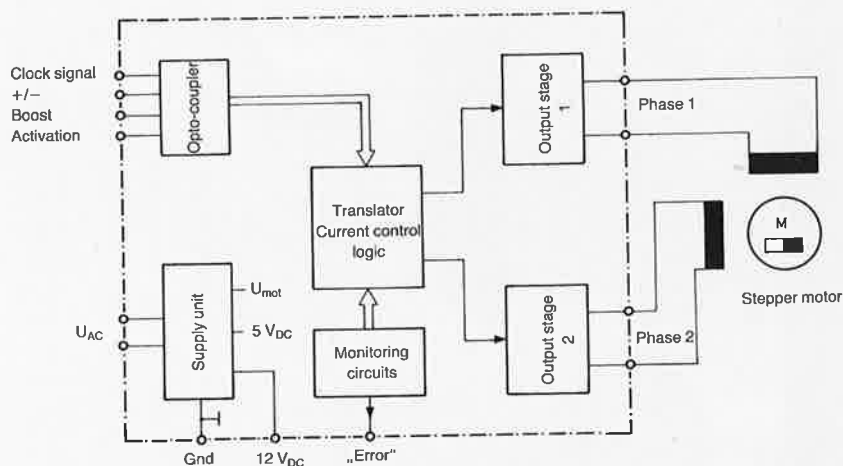 Clock signal
+/−
Boost
Activation
Opto-coupler
Output stage
1
Phase 1
Translator
Current control
logic
M
Stepper motor
Supply unit
U_mot
5 V_DC
U_AC
Monitoring
circuits
Output stage
2
Phase 2
Gnd
12 V_DC
„Error"